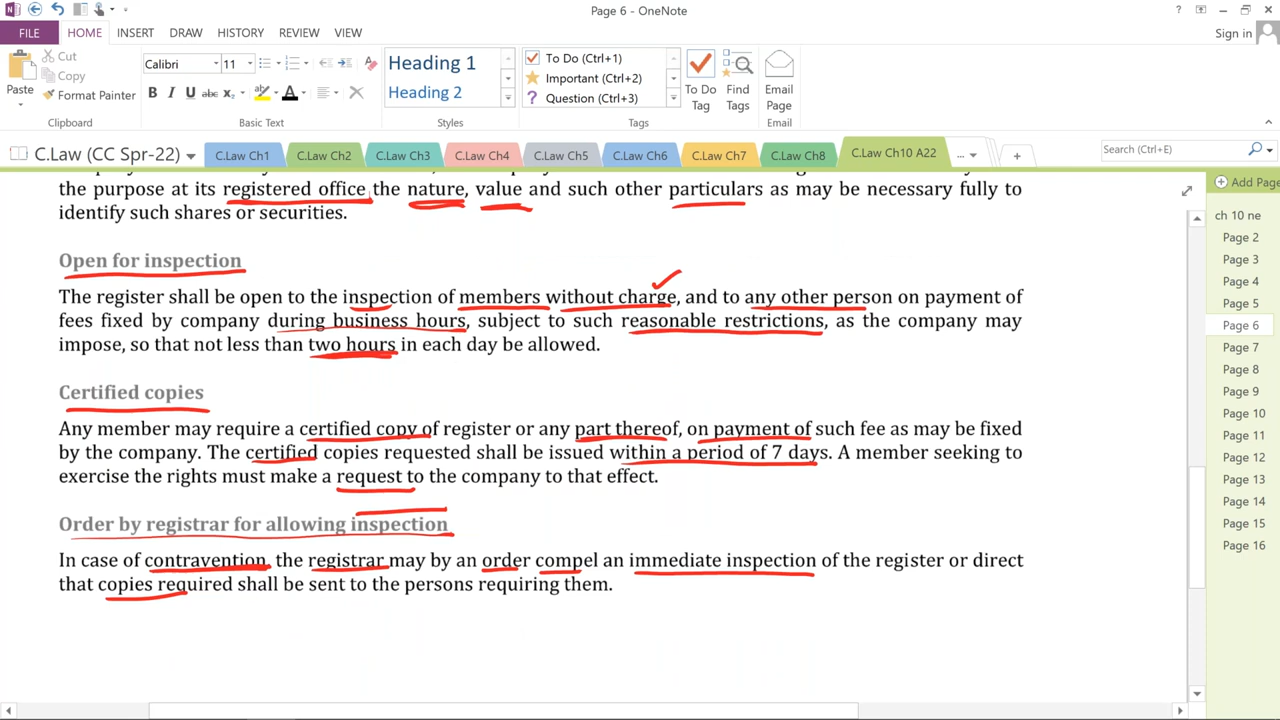 Page 6 - OneNote
FILE HOME INSERT DRAW HISTORY REVIEW VIEW Sign in
Paste Cut Copy Format Painter Clipboard
Calibri 11 B I U abc x₂ ab A Basic Text
Heading 1 Heading 2 Styles
To Do (Ctrl+1) Important (Ctrl+2) Question (Ctrl+3) To Do Tag Find Tags Tags
Email Page Email
C.Law (CC Spr-22) C.Law Ch1 C.Law Ch2 C.Law Ch3 C.Law Ch4 C.Law Ch5 C.Law Ch6 C.Law Ch7 C.Law Ch8 C.Law Ch10 A22 ... Search (Ctrl+E)
the purpose at its registered office the nature, value and such other particulars as may be necessary fully to
identify such shares or securities.
Open for inspection
The register shall be open to the inspection of members without charge, and to any other person on payment of
fees fixed by company during business hours, subject to such reasonable restrictions, as the company may
impose, so that not less than two hours in each day be allowed.
Certified copies
Any member may require a certified copy of register or any part thereof, on payment of such fee as may be fixed
by the company. The certified copies requested shall be issued within a period of 7 days. A member seeking to
exercise the rights must make a request to the company to that effect.
Order by registrar for allowing inspection
In case of contravention, the registrar may by an order compel an immediate inspection of the register or direct
that copies required shall be sent to the persons requiring them.
Add Page
ch 10 ne
Page 2
Page 3
Page 4
Page 5
Page 6
Page 7
Page 8
Page 9
Page 10
Page 11
Page 12
Page 13
Page 14
Page 15
Page 16